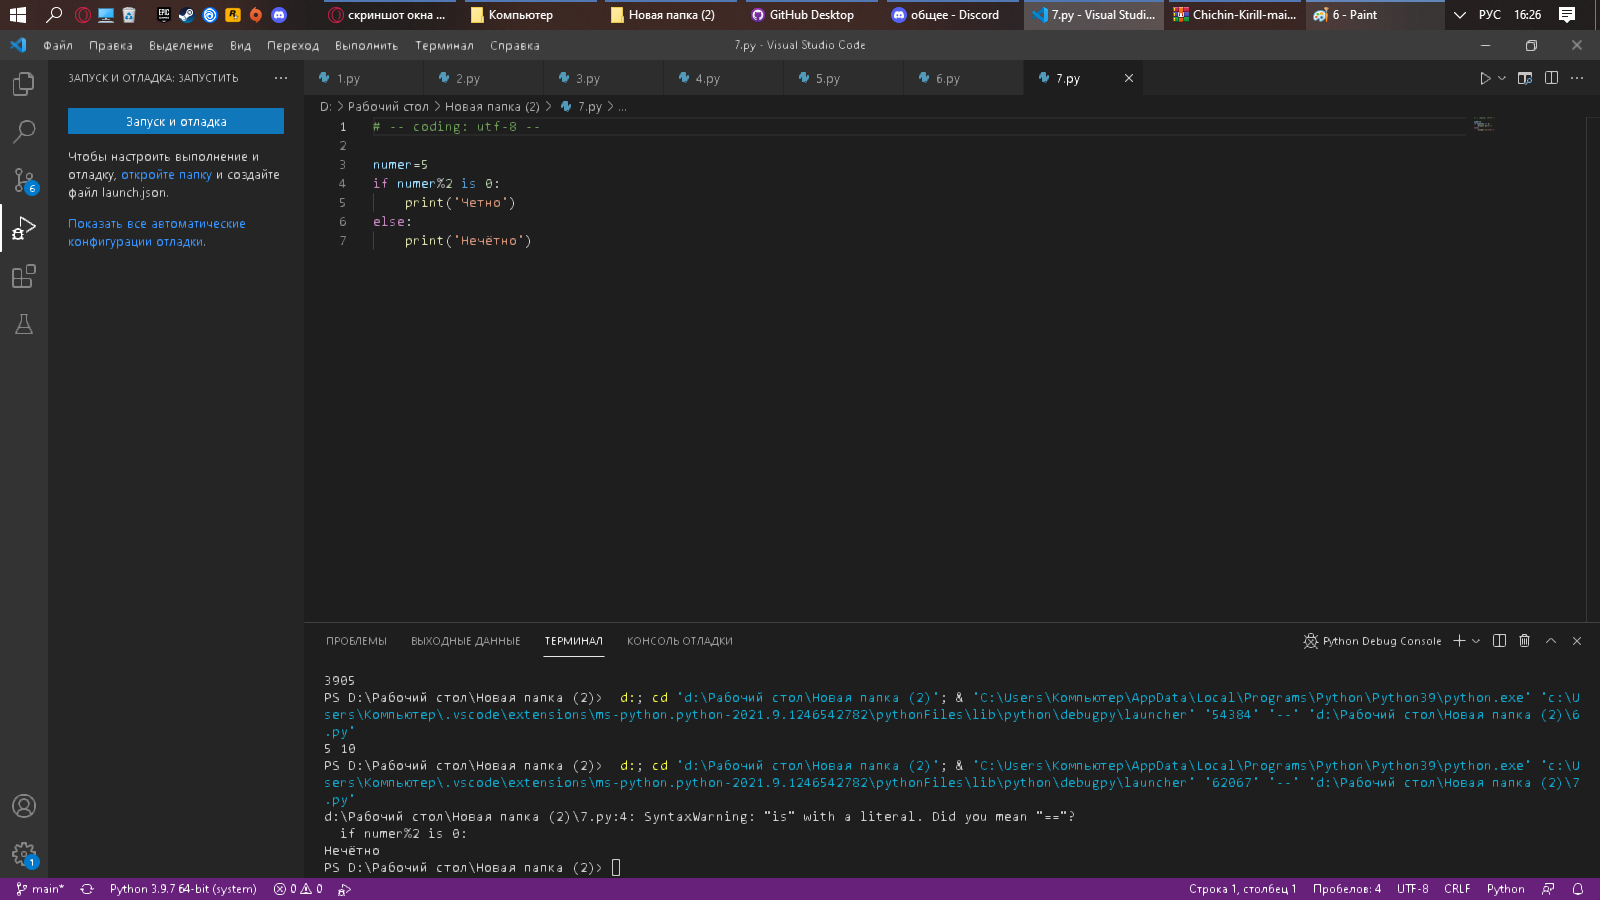 скриншот окна ...
Компьютер
Новая папка (2)
GitHub Desktop
общее - Discord
7.py - Visual Studi...
Chichin-Kirill-mai...
6 - Paint
РУС
16:26
Файл Правка Выделение Вид Переход Выполнить Терминал Справка
7.py - Visual Studio Code
ЗАПУСК И ОТЛАДКА: ЗАПУСТИТЬ ...
Запуск и отладка
Чтобы настроить выполнение и
отладку, откройте папку и создайте
файл launch.json.
Показать все автоматические
конфигурации отладки.
6
1
1.py 2.py 3.py 4.py 5.py 6.py 7.py
D: > Рабочий стол > Новая папка (2) > 7.py > ...
1 # -- coding: utf-8 --
2
3 numer=5
4 if numer%2 is 0:
5 print('Четно')
6 else:
7 print('Нечётно')
ПРОБЛЕМЫ ВЫХОДНЫЕ ДАННЫЕ ТЕРМИНАЛ КОНСОЛЬ ОТЛАДКИ
Python Debug Console
3905
PS D:\Рабочий стол\Новая папка (2)> d:; cd 'd:\Рабочий стол\Новая папка (2)'; & 'C:\Users\Компьютер\AppData\Local\Programs\Python\Python39\python.exe' 'c:\U
sers\Компьютер\.vscode\extensions\ms-python.python-2021.9.1246542782\pythonFiles\lib\python\debugpy\launcher' '54384' '--' 'd:\Рабочий стол\Новая папка (2)\6
.py'
5 10
PS D:\Рабочий стол\Новая папка (2)> d:; cd 'd:\Рабочий стол\Новая папка (2)'; & 'C:\Users\Компьютер\AppData\Local\Programs\Python\Python39\python.exe' 'c:\U
sers\Компьютер\.vscode\extensions\ms-python.python-2021.9.1246542782\pythonFiles\lib\python\debugpy\launcher' '62067' '--' 'd:\Рабочий стол\Новая папка (2)\7
.py'
d:\Рабочий стол\Новая папка (2)\7.py:4: SyntaxWarning: "is" with a literal. Did you mean "=="?
if numer%2 is 0:
Нечётно
PS D:\Рабочий стол\Новая папка (2)>
main* Python 3.9.7 64-bit (system) 0 0
Строка 1, столбец 1 Пробелов: 4 UTF-8 CRLF Python